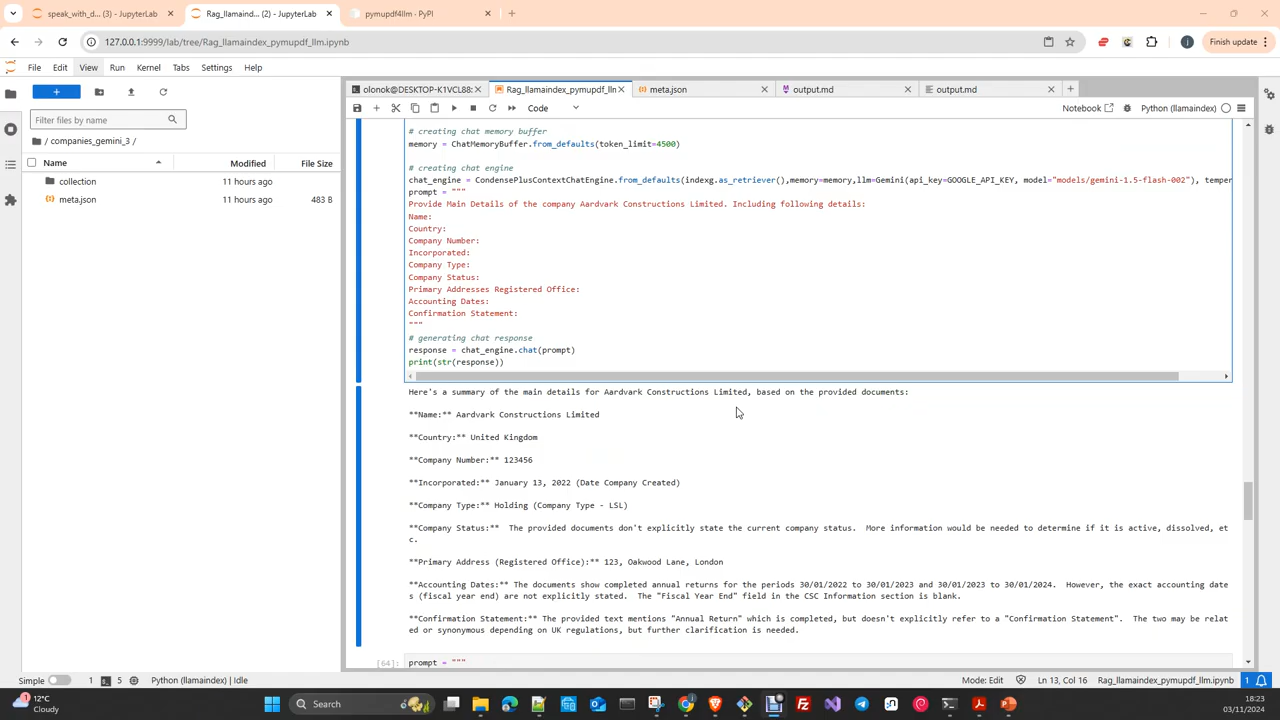 speak_with_d... (3) - JupyterLab
Rag_llamaind... (2) - JupyterLab
pymupdf4llm · PyPI
127.0.0.1:9999/lab/tree/Rag_llamaindex_pymupdf_llm.ipynb
Finish update
File Edit View Run Kernel Tabs Settings Help
olonok@DESKTOP-K1VCL88:
Rag_llamaindex_pymupdf_lln
meta.json
output.md
output.md
Code
Notebook
Python (llamaindex)
Filter files by name
/ companies_gemini_3 /
Name Modified File Size
collection 11 hours ago
meta.json 11 hours ago 483 B
# creating chat memory buffer
memory = ChatMemoryBuffer.from_defaults(token_limit=4500)
# creating chat engine
chat_engine = CondensePlusContextChatEngine.from_defaults(indexg.as_retriever(),memory=memory,llm=Gemini(api_key=GOOGLE_API_KEY, model="models/gemini-1.5-flash-002"), temper
prompt = """
Provide Main Details of the company Aardvark Constructions Limited. Including following details:
Name:
Country:
Company Number:
Incorporated:
Company Type:
Company Status:
Primary Addresses Registered Office:
Accounting Dates:
Confirmation Statement:
"""
# generating chat response
response = chat_engine.chat(prompt)
print(str(response))
Here's a summary of the main details for Aardvark Constructions Limited, based on the provided documents:
**Name:** Aardvark Constructions Limited
**Country:** United Kingdom
**Company Number:** 123456
**Incorporated:** January 13, 2022 (Date Company Created)
**Company Type:** Holding (Company Type - LSL)
**Company Status:** The provided documents don't explicitly state the current company status. More information would be needed to determine if it is active, dissolved, et
c.
**Primary Address (Registered Office):** 123, Oakwood Lane, London
**Accounting Dates:** The documents show completed annual returns for the periods 30/01/2022 to 30/01/2023 and 30/01/2023 to 30/01/2024. However, the exact accounting date
s (fiscal year end) are not explicitly stated. The "Fiscal Year End" field in the CSC Information section is blank.
**Confirmation Statement:** The provided text mentions "Annual Return" which is completed, but doesn't explicitly refer to a "Confirmation Statement". The two may be relat
ed or synonymous depending on UK regulations, but further clarification is needed.
[64]: prompt = """
Simple 1 5 Python (llamaindex) | Idle
Mode: Edit Ln 13, Col 16 Rag_llamaindex_pymupdf_llm.ipynb 1
12°C
Cloudy
Search
18:23
03/11/2024